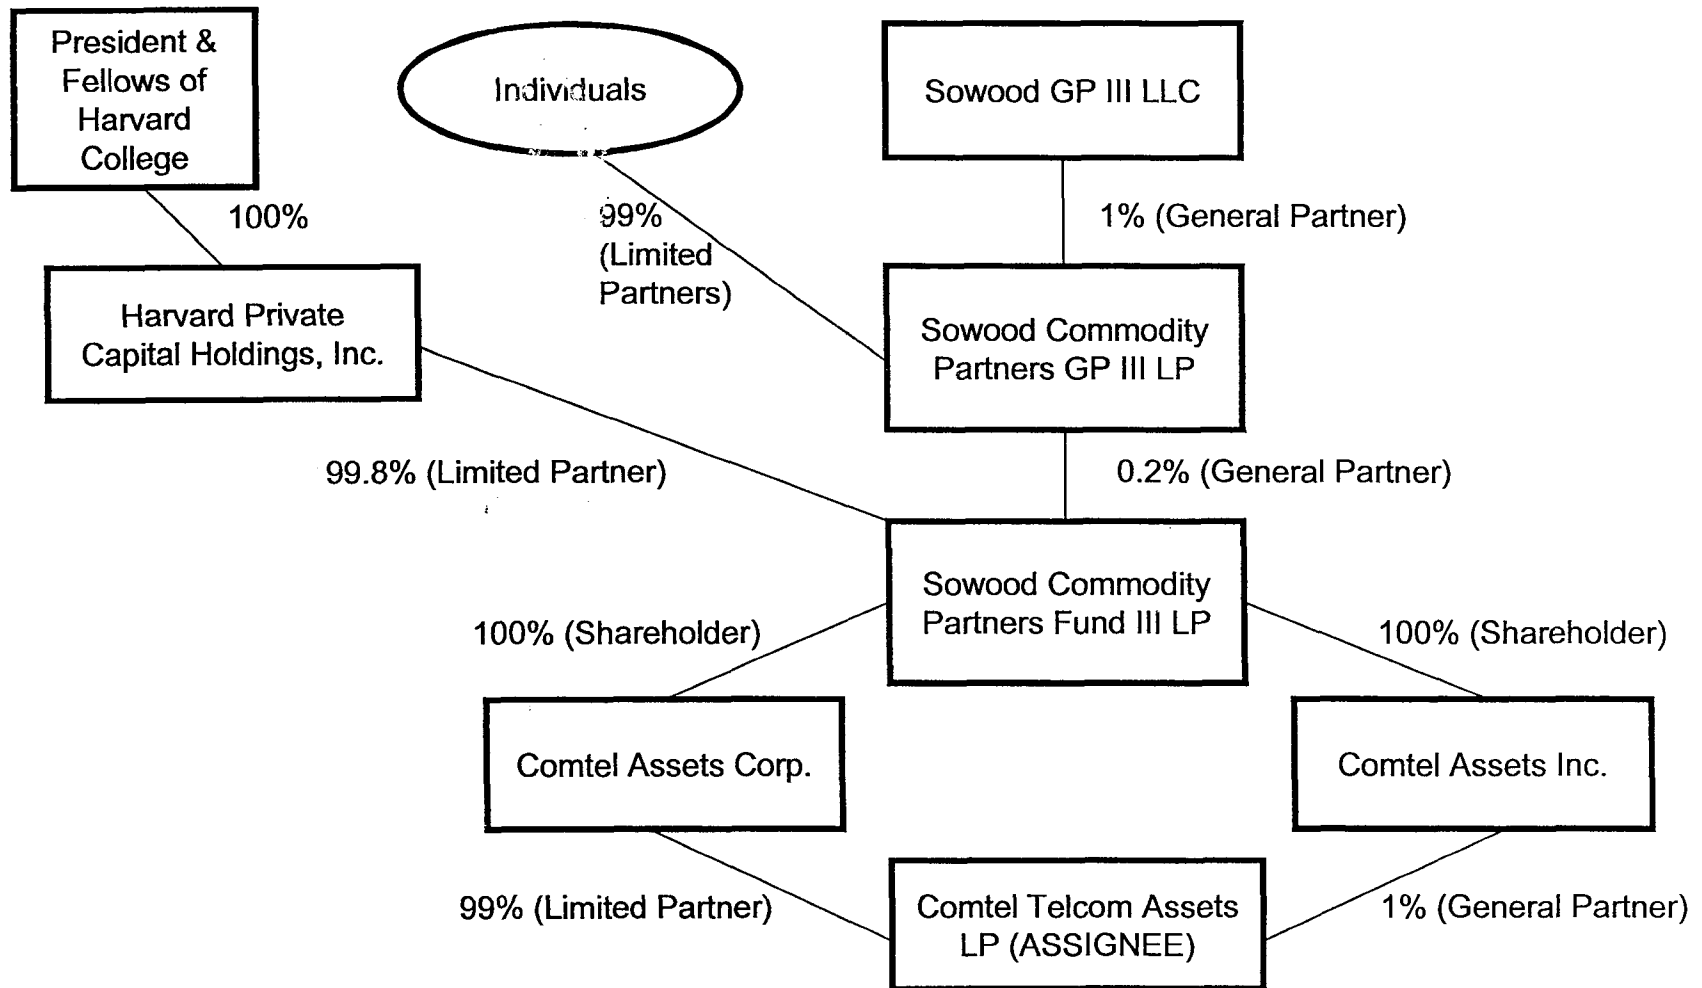 President &
Fellows of
Harvard
College
Individuals
Sowood GP III LLC
100%
99%
(Limited
Partners)
1% (General Partner)
Harvard Private
Capital Holdings, Inc.
Sowood Commodity
Partners GP III LP
99.8% (Limited Partner)
0.2% (General Partner)
Sowood Commodity
Partners Fund III LP
100% (Shareholder)
100% (Shareholder)
Comtel Assets Corp.
Comtel Assets Inc.
99% (Limited Partner)
Comtel Telcom Assets
LP (ASSIGNEE)
1% (General Partner)